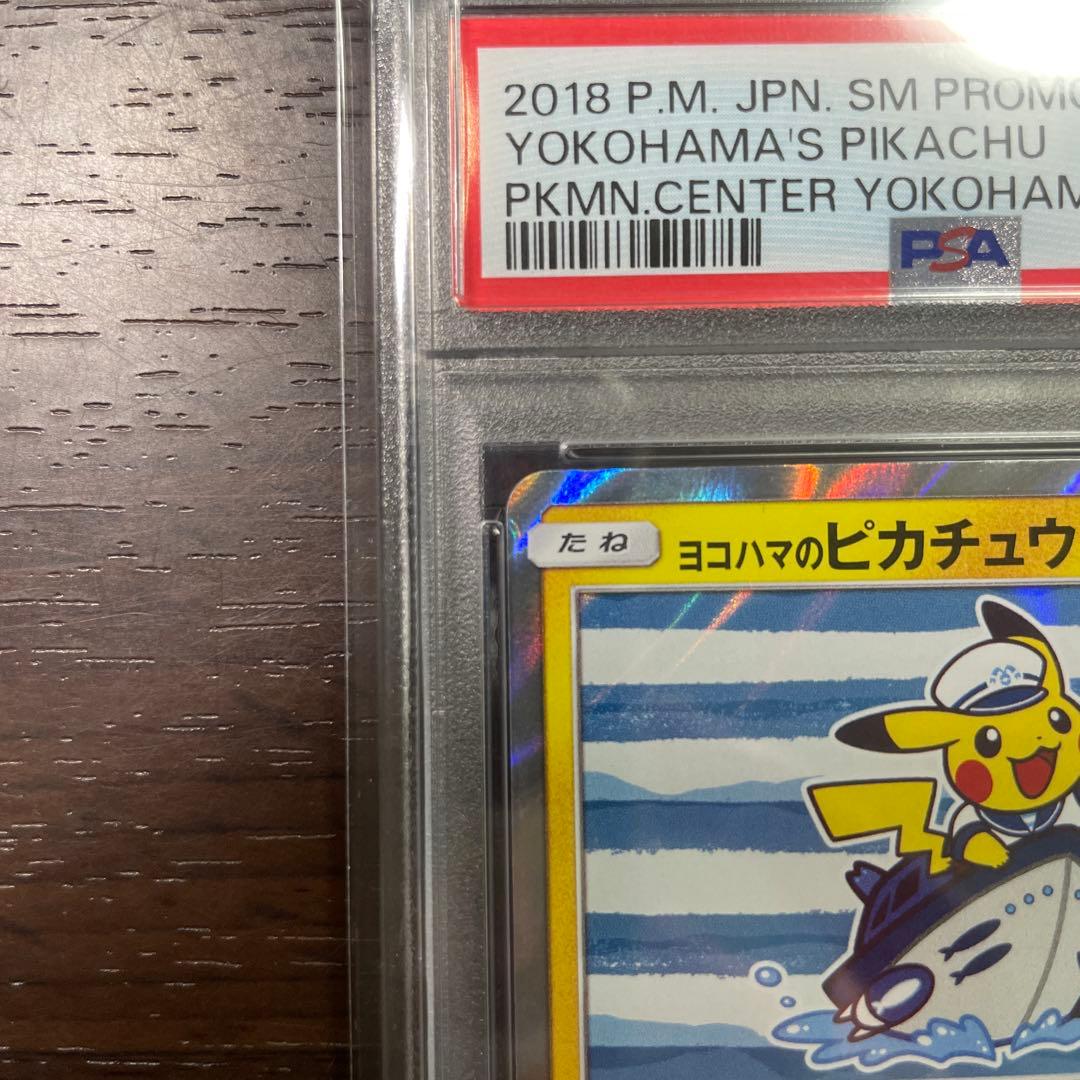 2018 P.M. JPN. SM PROMO
YOKOHAMA'S PIKACHU
PKMN.CENTER YOKOHAM
PSA
たね ヨコハマのピカチュウ